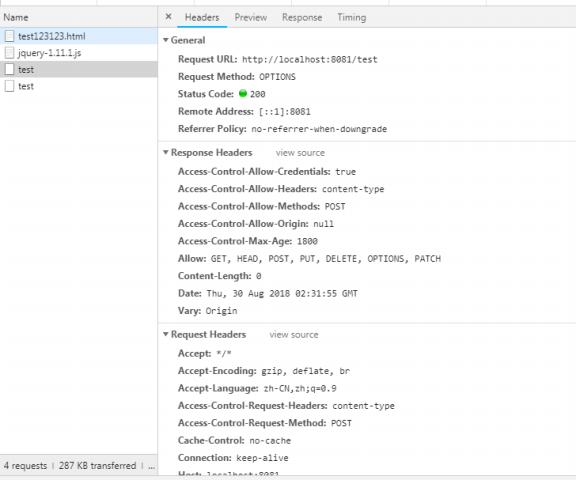 Name
× Headers Preview Response Timing
test123123.html
jquery-1.11.1.js
test
test
▼ General
Request URL: http://localhost:8081/test
Request Method: OPTIONS
Status Code: 200
Remote Address: [::1]:8081
Referrer Policy: no-referrer-when-downgrade
▼ Response Headers view source
Access-Control-Allow-Credentials: true
Access-Control-Allow-Headers: content-type
Access-Control-Allow-Methods: POST
Access-Control-Allow-Origin: null
Access-Control-Max-Age: 1800
Allow: GET, HEAD, POST, PUT, DELETE, OPTIONS, PATCH
Content-Length: 0
Date: Thu, 30 Aug 2018 02:31:55 GMT
Vary: Origin
▼ Request Headers view source
Accept: */*
Accept-Encoding: gzip, deflate, br
Accept-Language: zh-CN,zh;q=0.9
Access-Control-Request-Headers: content-type
Access-Control-Request-Method: POST
Cache-Control: no-cache
Connection: keep-alive
Host: localhost:8081
4 requests | 287 KB transferred | ...